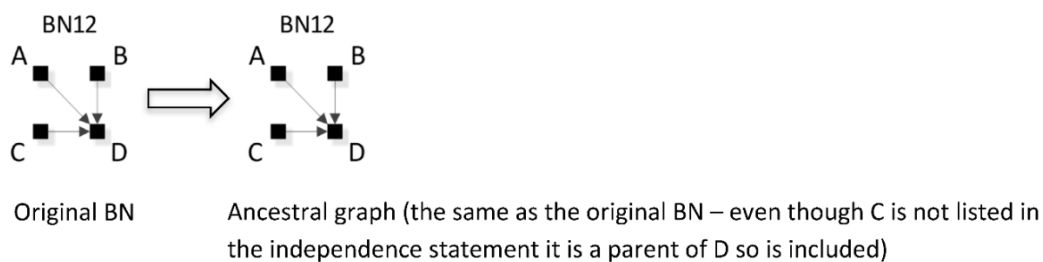 BN12 BN12
A B A B
C D C D
Original BN Ancestral graph (the same as the original BN – even though C is not listed in
the independence statement it is a parent of D so is included)